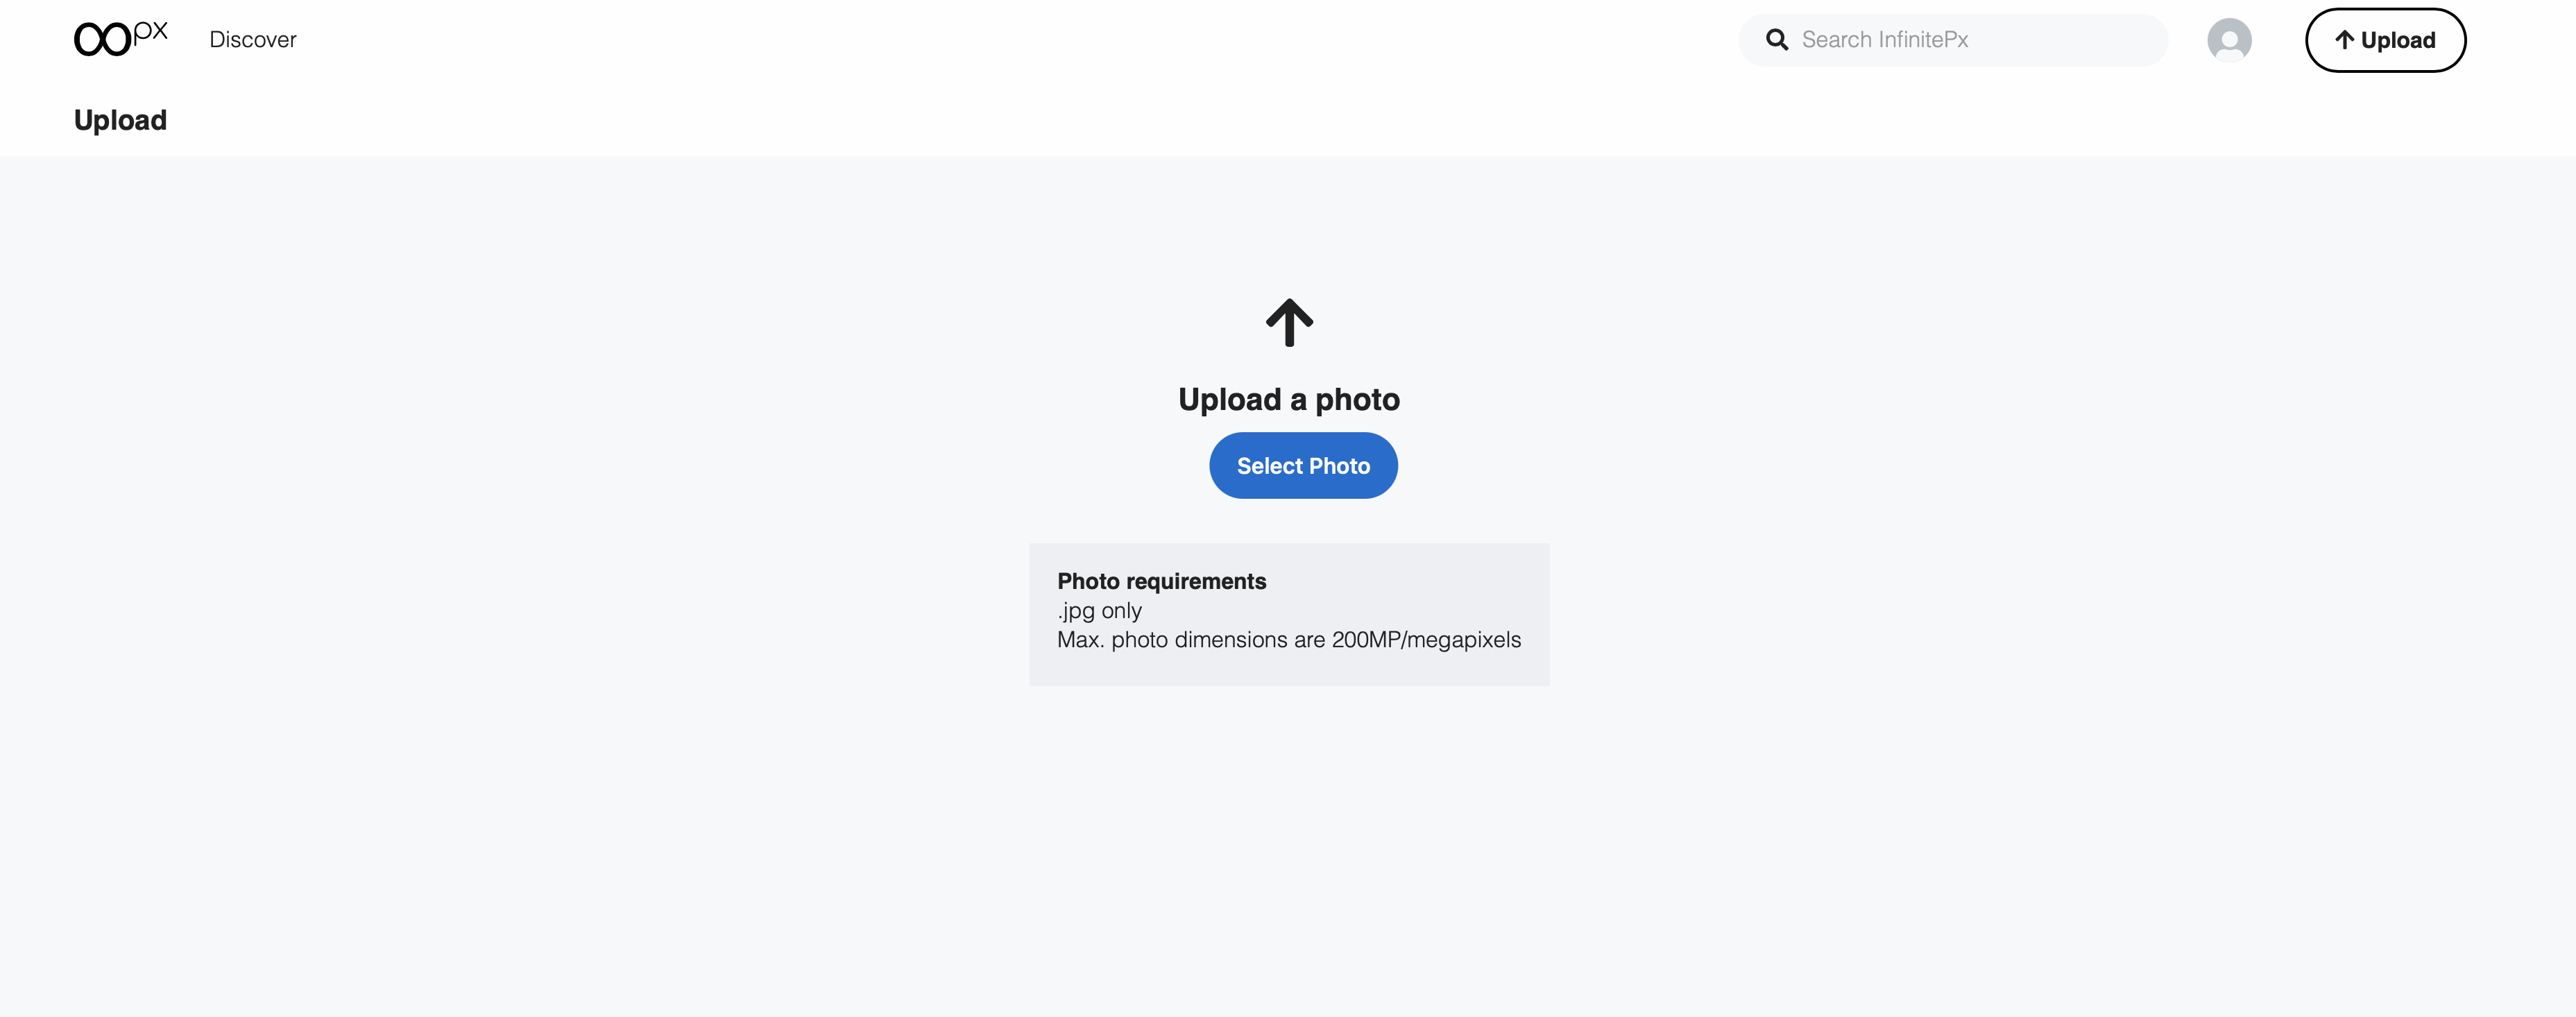 ∞px Discover Search InfinitePx Upload
Upload
Upload a photo
Select Photo
Photo requirements
.jpg only
Max. photo dimensions are 200MP/megapixels